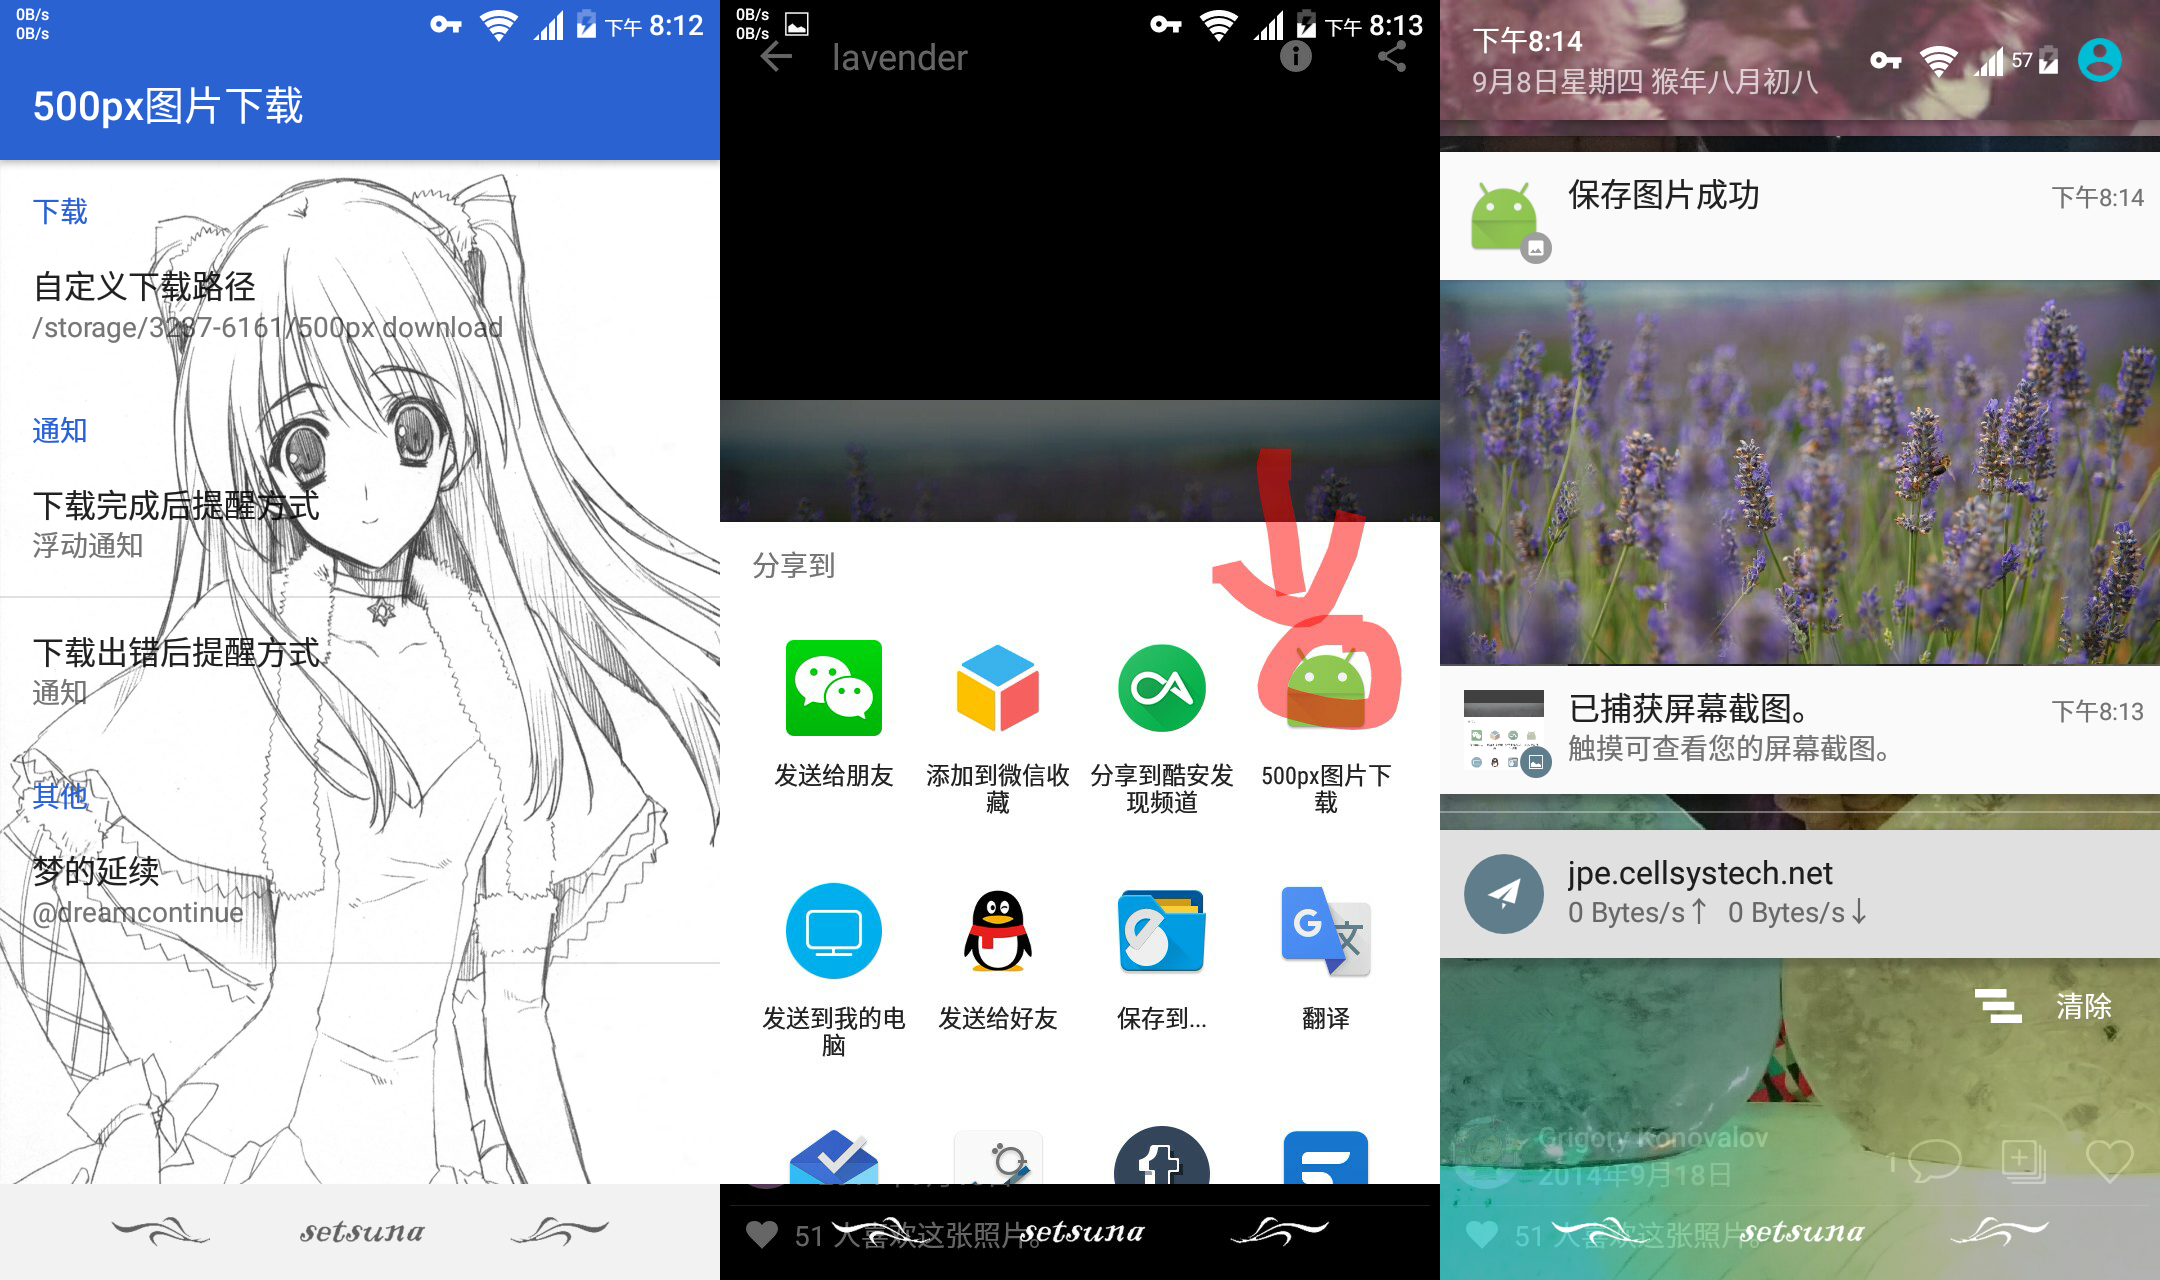 0B/s
0B/s
下午 8:12
500px图片下载
下载
自定义下载路径
/storage/3237-6161/500px download
通知
下载完成后提醒方式
浮动通知
下载出错后提醒方式
通知
其他
梦的延续
@dreamcontinue
setsuna
0B/s
0B/s
下午 8:13
lavender
分享到
发送给朋友
添加到微信收
藏
分享到酷安发
现频道
500px图片下
载
发送到我的电
脑
发送给好友
保存到...
翻译
51 人喜欢这张照片。
setsuna
下午8:14
9月8日星期四 猴年八月初八
57
保存图片成功
下午8:14
已捕获屏幕截图。
下午8:13
触摸可查看您的屏幕截图。
jpe.cellsystech.net
0 Bytes/s↑ 0 Bytes/s↓
清除
Grigory Konovalov
2014年9月18日
1
51 人喜欢这张照片。
setsuna